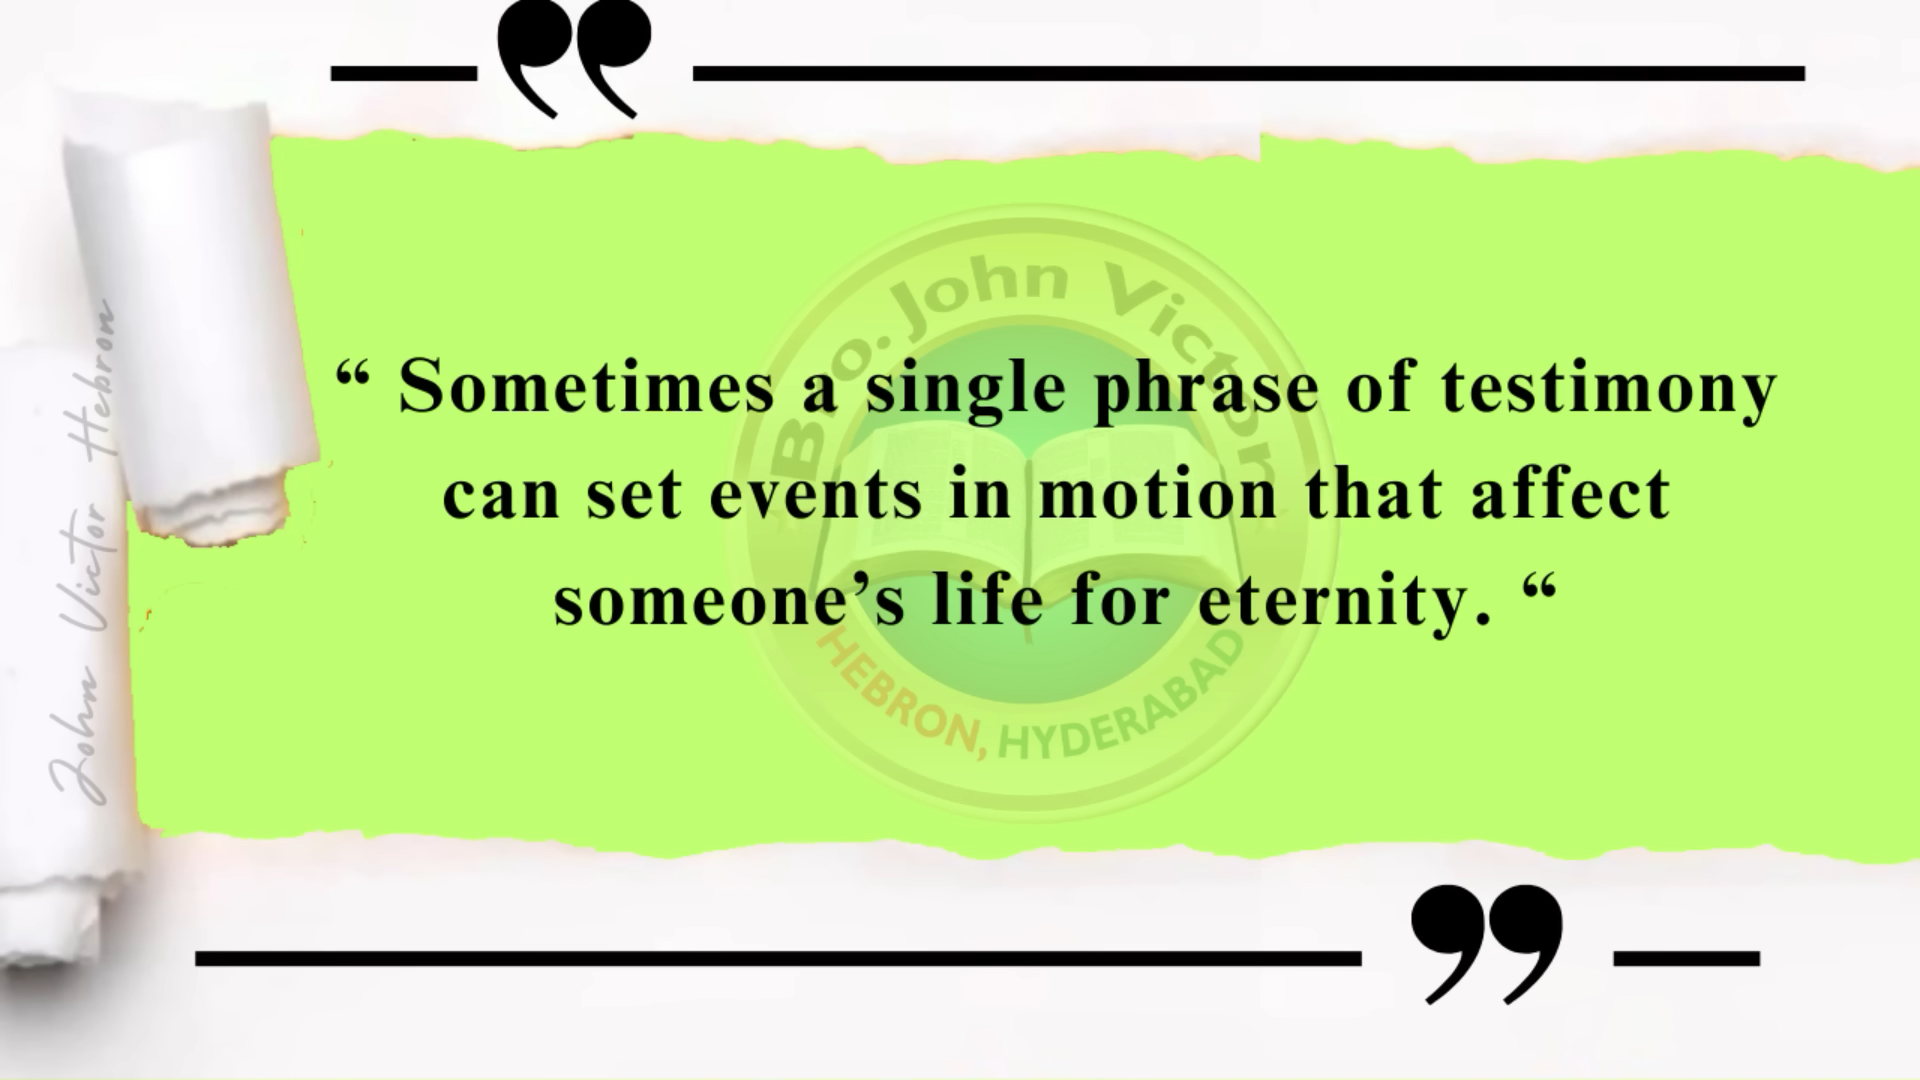 “ Sometimes a single phrase of testimony
can set events in motion that affect
someone’s life for eternity. “
Bro. John Victor
HEBRON, HYDERABAD
John Victor Hebron